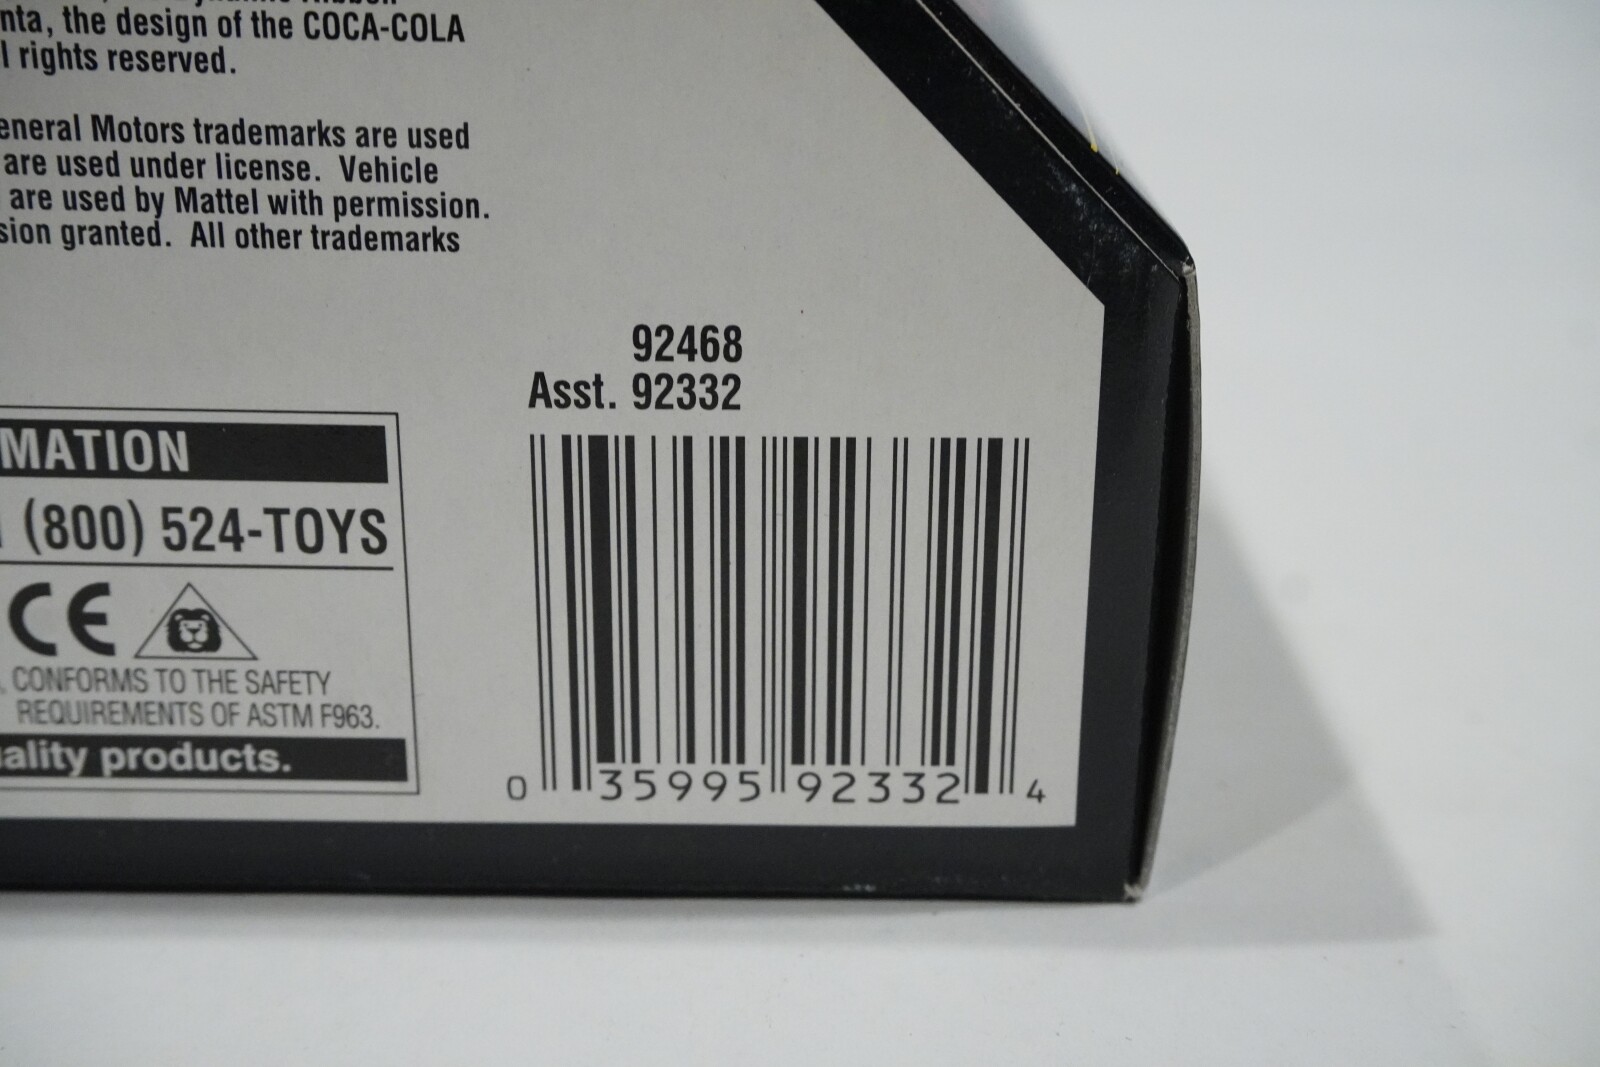 nta, the design of the COCA-COLA
l rights reserved.
eneral Motors trademarks are used
are used under license. Vehicle
are used by Mattel with permission.
sion granted. All other trademarks
92468
Asst. 92332
MATION
(800) 524-TOYS
CE
CONFORMS TO THE SAFETY
REQUIREMENTS OF ASTM F963.
ality products.
0 35995 92332 4